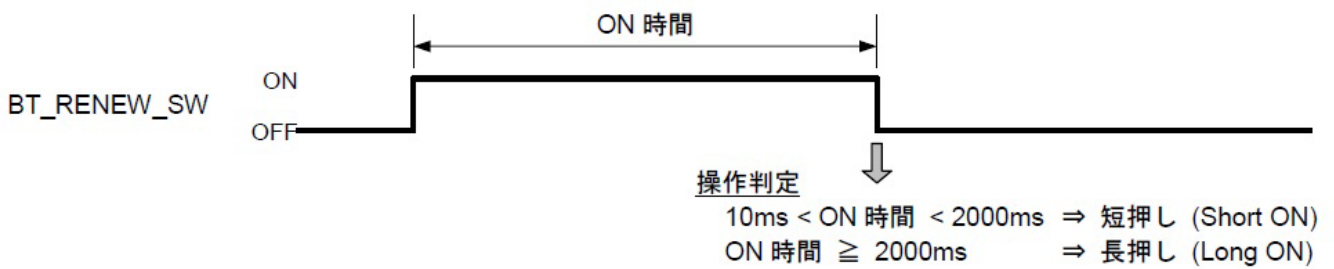 ON 時間
ON
BT_RENEW_SW
OFF
操作判定
10ms < ON 時間 < 2000ms ⇒ 短押し (Short ON)
ON 時間 ≧ 2000ms ⇒ 長押し (Long ON)